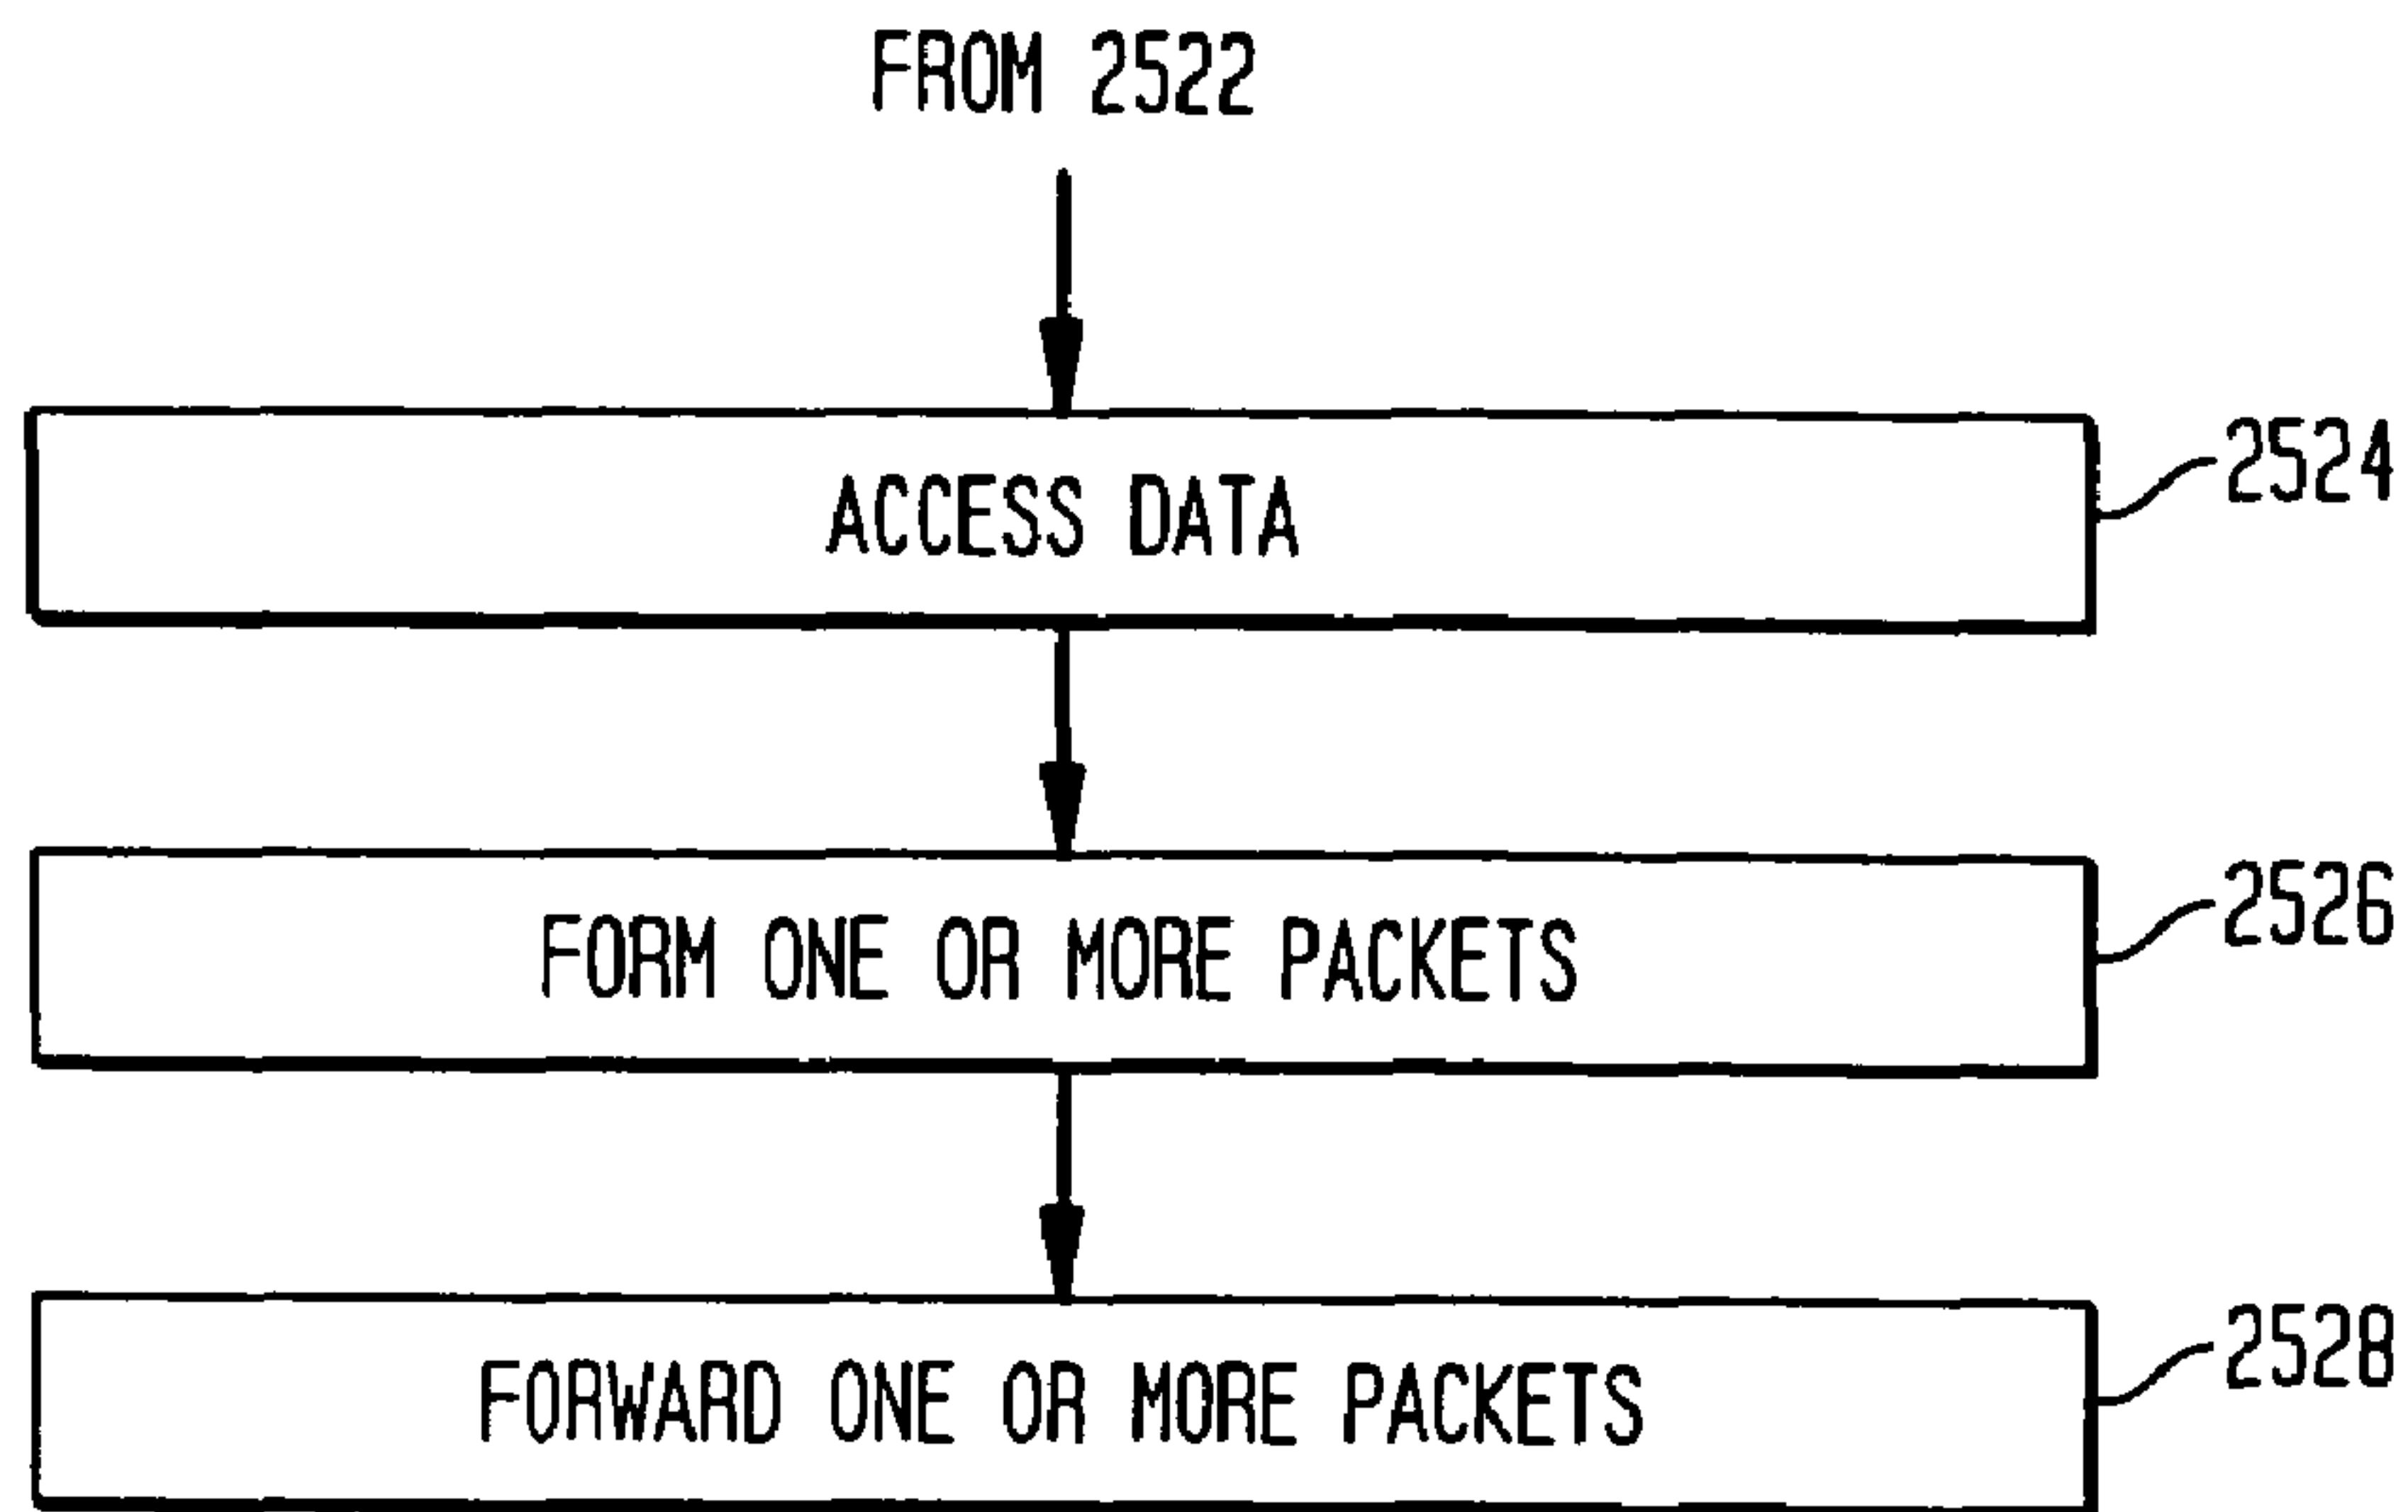 FROM 2522
ACCESS DATA
2524
FORM ONE OR MORE PACKETS
2526
FORWARD ONE OR MORE PACKETS
2528